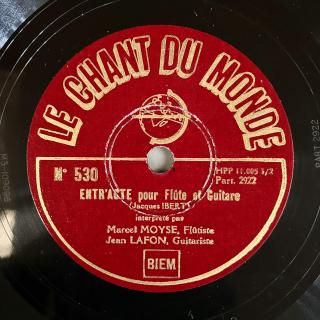 LE CHANT DU MONDE
N° 530
MPP 11.005 1/2
Part. 2922
ENTR'ACTE pour Flûte et Guitare
(Jacques IBERT)
interprété par
Marcel MOYSE, Flûtiste
Jean LAFON, Guitariste
BIEM
PART 2922